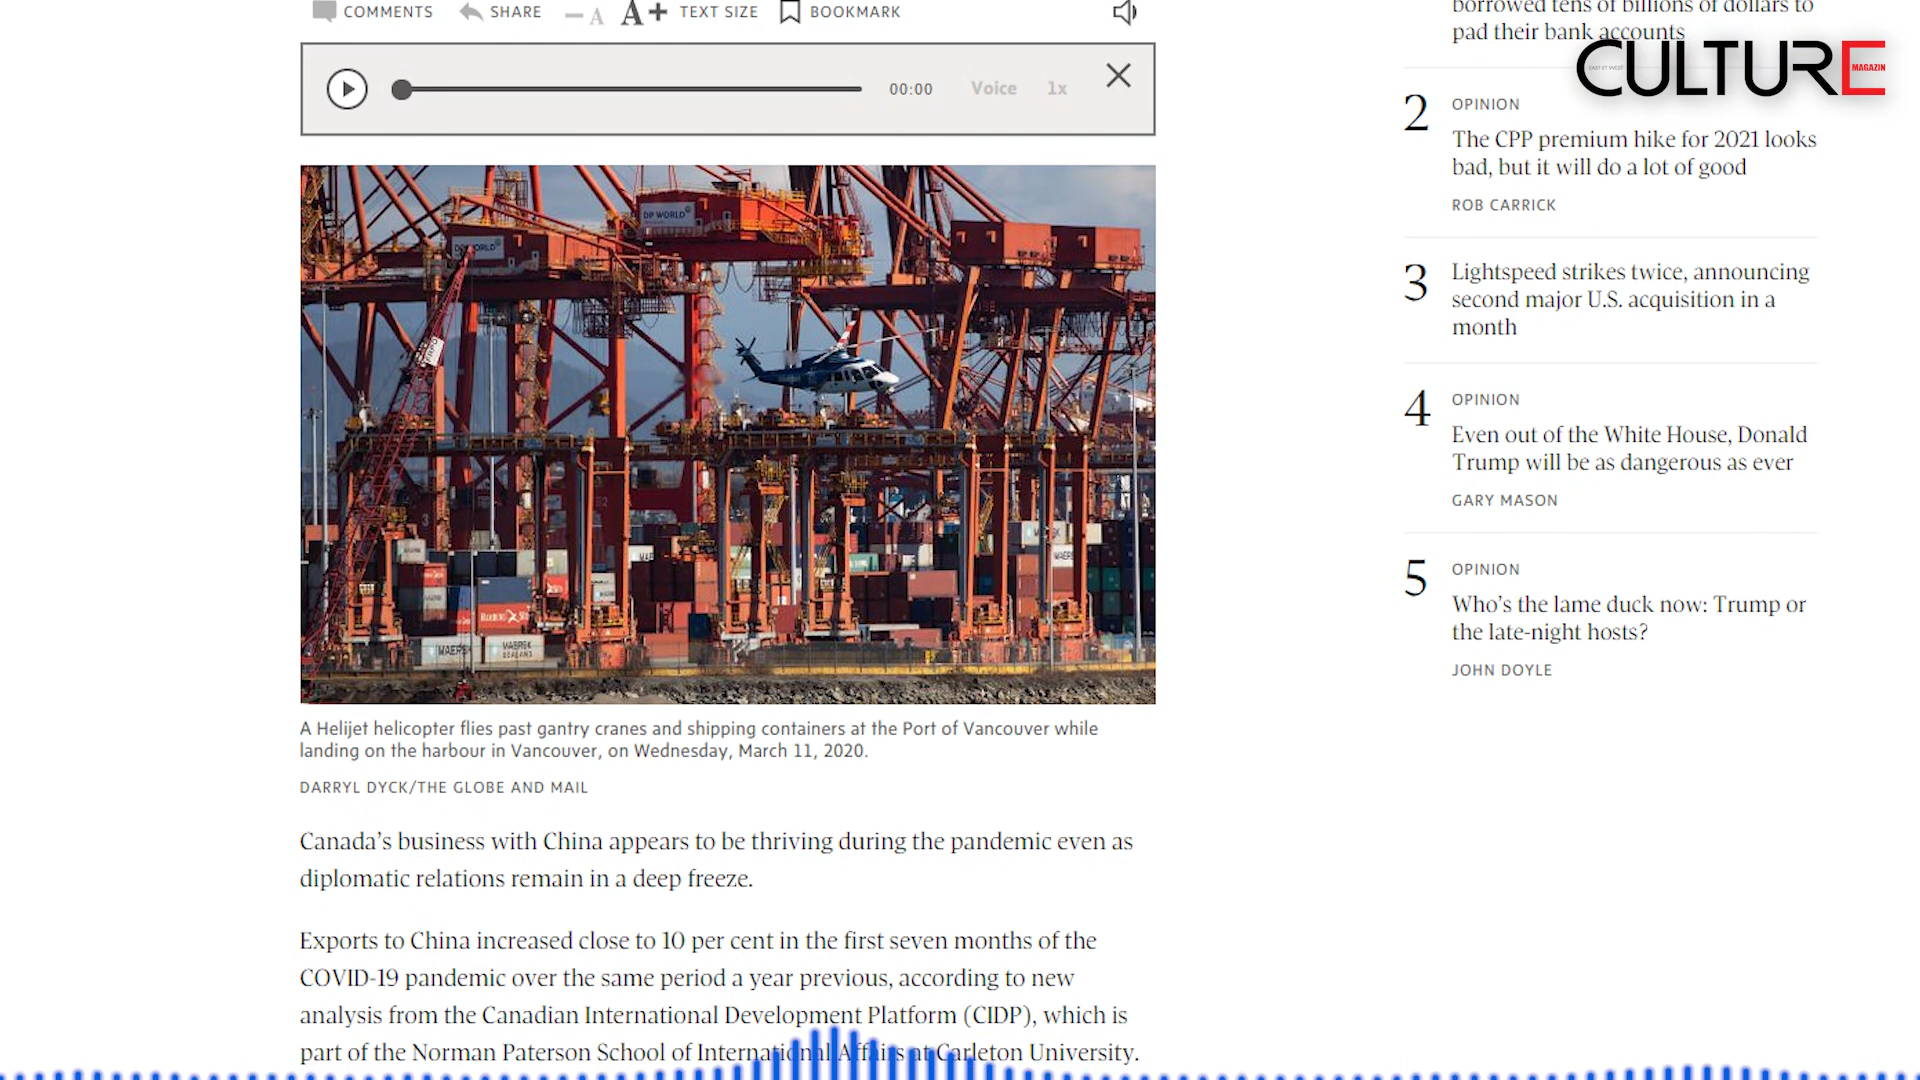 COMMENTS
SHARE
A
A+
TEXT SIZE
BOOKMARK
00:00
Voice
1x
DP WORLD
DP WORLD
MAERSK
MAERSK
SEALAND
A Helijet helicopter flies past gantry cranes and shipping containers at the Port of Vancouver while
landing on the harbour in Vancouver, on Wednesday, March 11, 2020.
DARRYL DYCK/THE GLOBE AND MAIL
Canada’s business with China appears to be thriving during the pandemic even as
diplomatic relations remain in a deep freeze.
Exports to China increased close to 10 per cent in the first seven months of the
COVID-19 pandemic over the same period a year previous, according to new
analysis from the Canadian International Development Platform (CIDP), which is
part of the Norman Paterson School of International Affairs at Carleton University.
borrowed tens of billions of dollars to
pad their bank accounts
CULTURE
MAGAZIN
2
OPINION
The CPP premium hike for 2021 looks
bad, but it will do a lot of good
ROB CARRICK
3
Lightspeed strikes twice, announcing
second major U.S. acquisition in a
month
4
OPINION
Even out of the White House, Donald
Trump will be as dangerous as ever
GARY MASON
5
OPINION
Who’s the lame duck now: Trump or
the late-night hosts?
JOHN DOYLE